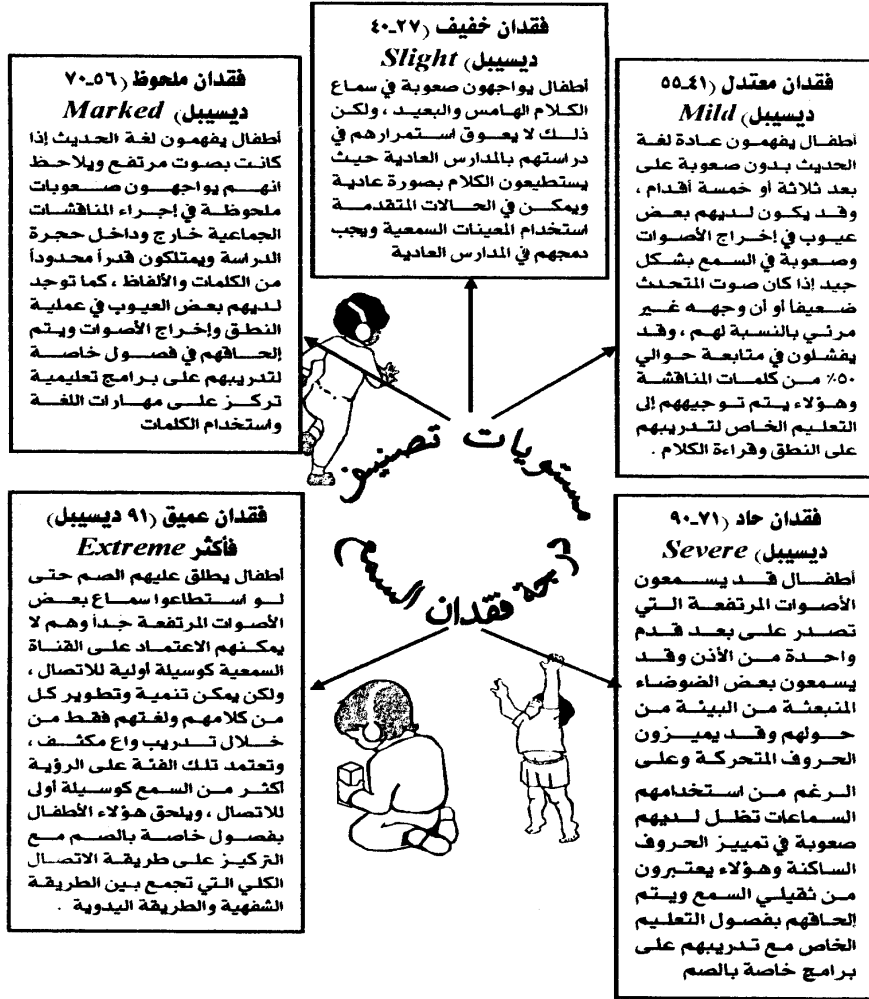 مستويات تصنيف
درجة فقدان السمع
فقدان خفيف (٢٧ـ٤٠
ديسيبل) Slight
أطفال يواجهون صعوبة في سماع
الكلام الهامس والبعيد ، ولكن
ذلك لا يعوق استمرارهم في
دراستهم بالمدارس العادية حيث
يستطيعون الكلام بصورة عادية
ويمكن في الحالات المتقدمة
استخدام المعينات السمعية ويجب
دمجهم في المدارس العادية
فقدان معتدل (٤١ـ٥٥
ديسيبل) Mild
أطفال يفهمون عادة لغة
الحديث بدون صعوبة على
بعد ثلاثة أو خمسة أقدام ،
وقد يكون لديهم بعض
عيوب في إخراج الأصوات
وصعوبة في السمع بشكل
جيد إذا كان صوت المتحدث
ضعيفا أو أن وجهه غير
مرئي بالنسبة لهم ، وقد
يفشلون في متابعة حوالي
٥٠٪ من كلمات المناقشة
وهؤلاء يتم توجيههم إلى
التعليم الخاص لتدريبهم
على النطق وقراءة الكلام .
فقدان ملحوظ (٥٦ـ٧٠
ديسيبل) Marked
أطفال يفهمون لغة الحديث إذا
كانت بصوت مرتفع ويلاحظ
انهم يواجهون صعوبات
ملحوظة في إجراء المناقشات
الجماعية خارج وداخل حجرة
الدراسة ويمتلكون قدراً محدوداً
من الكلمات والألفاظ ، كما توجد
لديهم بعض العيوب في عملية
النطق وإخراج الأصوات ويتم
إلحاقهم في فصول خاصة
لتدريبهم على برامج تعليمية
تركز على مهارات اللغة
واستخدام الكلمات
فقدان حاد (٧١ـ٩٠
ديسيبل) Severe
أطفال قد يسمعون
الأصوات المرتفعة التي
تصدر على بعد قدم
واحدة من الأذن وقد
يسمعون بعض الضوضاء
المنبعثة من البيئة من
حولهم وقد يميزون
الحروف المتحركة وعلى
الرغم من استخدامهم
السماعات تظل لديهم
صعوبة في تمييز الحروف
الساكنة وهؤلاء يعتبرون
من ثقيلي السمع ويتم
إلحاقهم بفصول التعليم
الخاص مع تدريبهم على
برامج خاصة بالصم
فقدان عميق (٩١ ديسيبل)
فأكثر Extreme
أطفال يطلق عليهم الصم حتى
لو استطاعوا سماع بعض
الأصوات المرتفعة جداً وهم لا
يمكنهم الاعتماد على القناة
السمعية كوسيلة أولية للاتصال ،
ولكن يمكن تنمية وتطوير كل
من كلامهم ولغتهم فقط من
خلال تدريب واع مكثف ،
وتعتمد تلك الفئة على الرؤية
أكثر من السمع كوسيلة أولى
للاتصال ، ويلحق هؤلاء الأطفال
بفصول خاصة بالصم مع
التركيز على طريقة الاتصال
الكلي التي تجمع بين الطريقة
الشفهية والطريقة اليدوية .